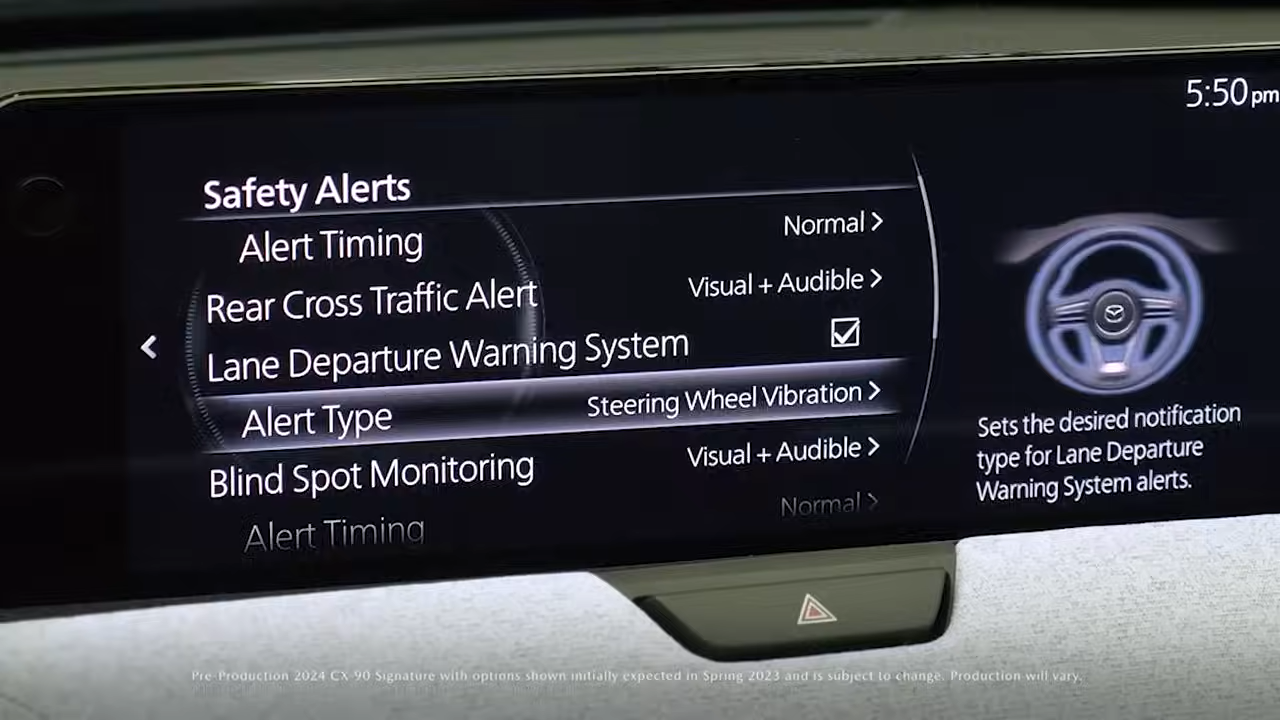 5:50pm
Safety Alerts
Alert Timing Normal >
Rear Cross Traffic Alert Visual + Audible >
Lane Departure Warning System
Alert Type Steering Wheel Vibration >
Blind Spot Monitoring Visual + Audible >
Alert Timing Normal >
Sets the desired notification
type for Lane Departure
Warning System alerts.
Pre-Production 2024 CX-90 Signature with options shown initially expected in Spring 2023 and is subject to change. Production will vary.